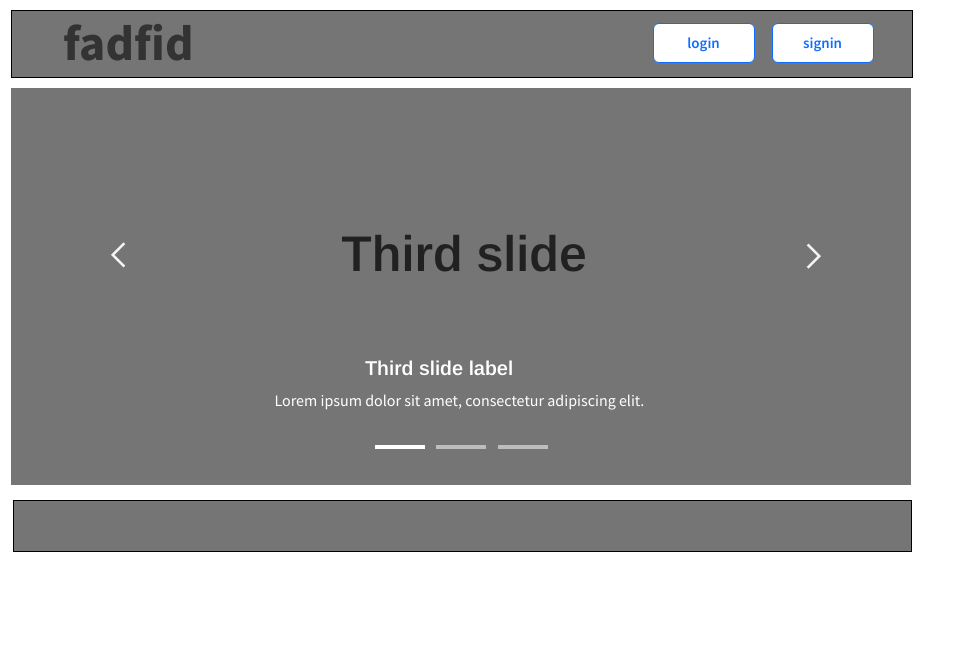 fadfid
login
signin
Third slide
Third slide label
Lorem ipsum dolor sit amet, consectetur adipiscing elit.